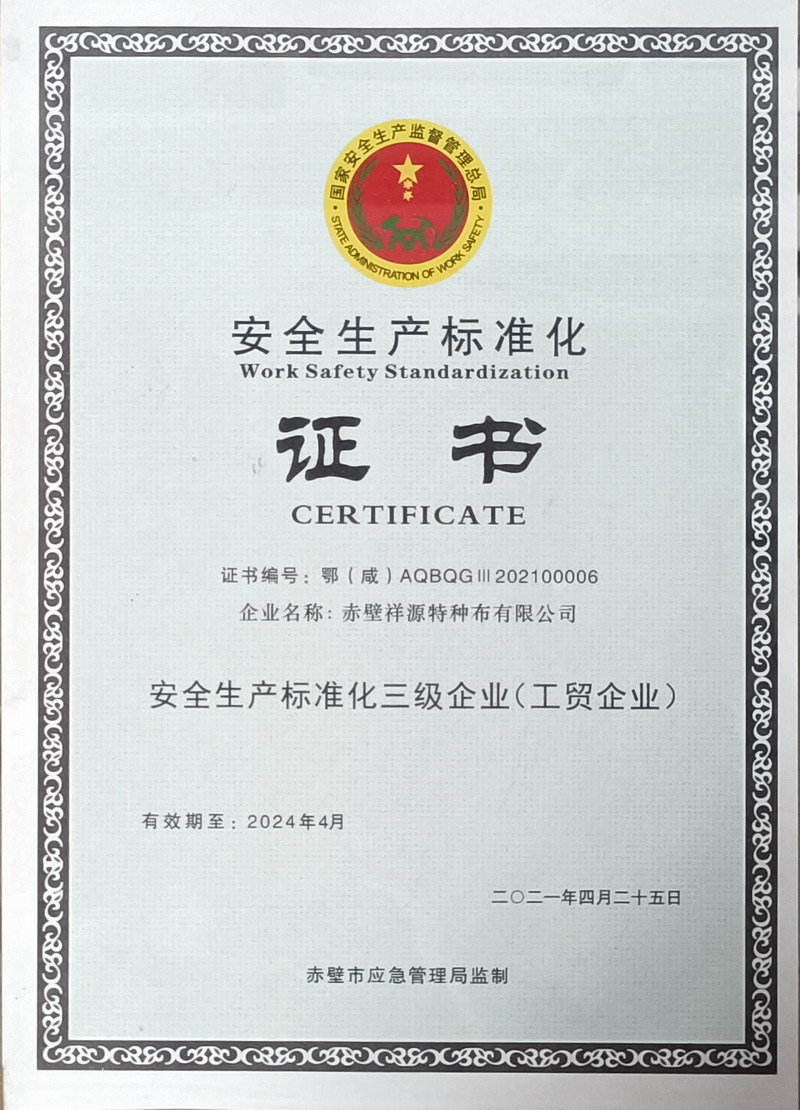 国家安全生产监督管理总局
STATE ADMINISTRATION OF WORK SAFETY
安全生产标准化
Work Safety Standardization
证 书
CERTIFICATE
证书编号：鄂（咸）AQBQGⅢ202100006
企业名称：赤壁祥源特种布有限公司
安全生产标准化三级企业（工贸企业）
有效期至：2024年4月
二〇二一年四月二十五日
赤壁市应急管理局监制